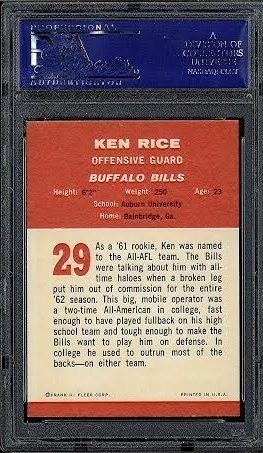 PROFESSIONAL
PSA
AUTHENTICATOR
A
DIVISION OF
COLLECTORS
UNIVERSE
NASDAQ: CLCT
KEN RICE
OFFENSIVE GUARD
BUFFALO BILLS
Height: 6'2" Weight: 250 Age: 23
School: Auburn University
Home: Bainbridge, Ga.
29 As a '61 rookie, Ken was named
to the All-AFL team. The Bills
were talking about him with all-
time haloes when a broken leg
put him out of commission for the entire
'62 season. This big, mobile operator was
a two-time All-American in college, fast
enough to have played fullback on his high
school team and tough enough to make the
Bills want to play him on defense. In
college he used to outrun most of the
backs—on either team.
©FRANK H. FLEER CORP. PRINTED IN U.S.A.